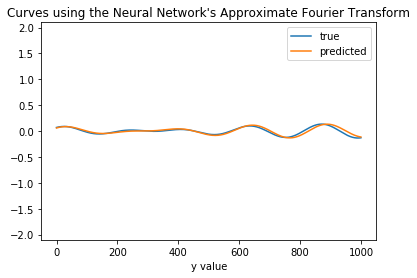 Curves using the Neural Network's Approximate Fourier Transform
true
predicted
2.0
1.5
1.0
0.5
0.0
−0.5
−1.0
−1.5
−2.0
0 200 400 600 800 1000
y value